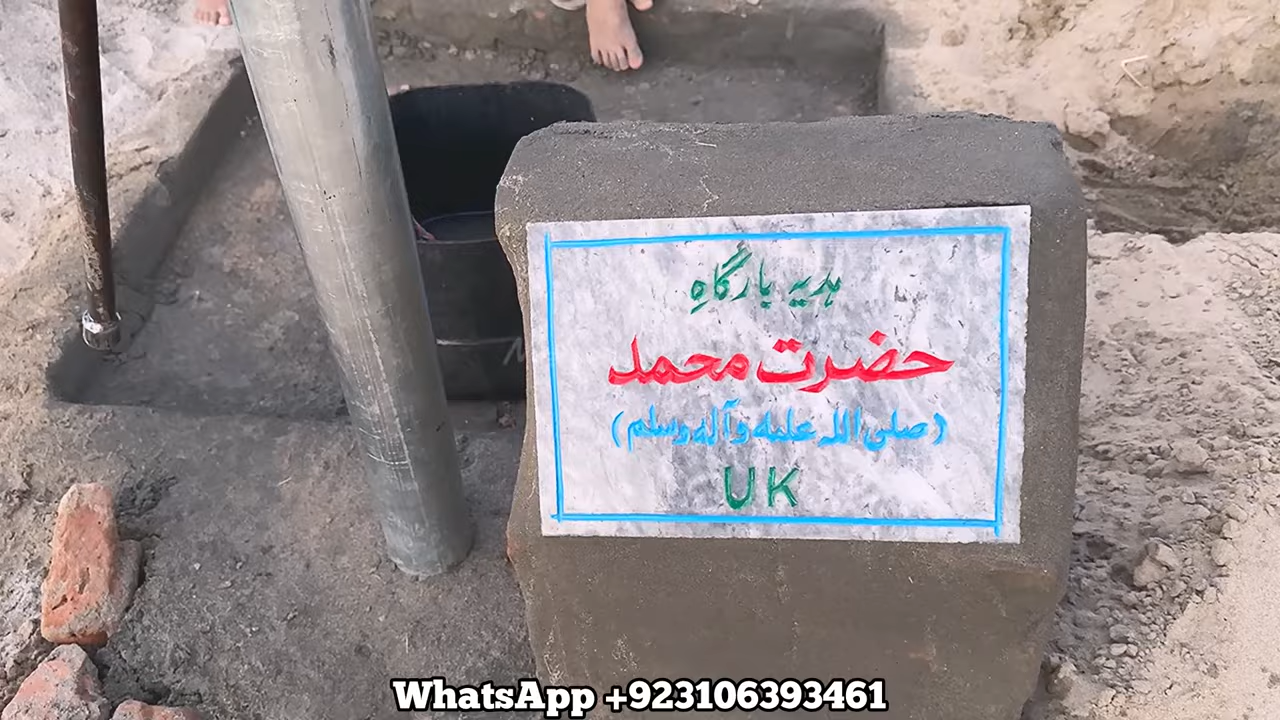 ہدیہ بارگاہِ
حضرت محمد
(صلی اللہ علیہ وآلہ وسلم)
UK
WhatsApp +923106393461